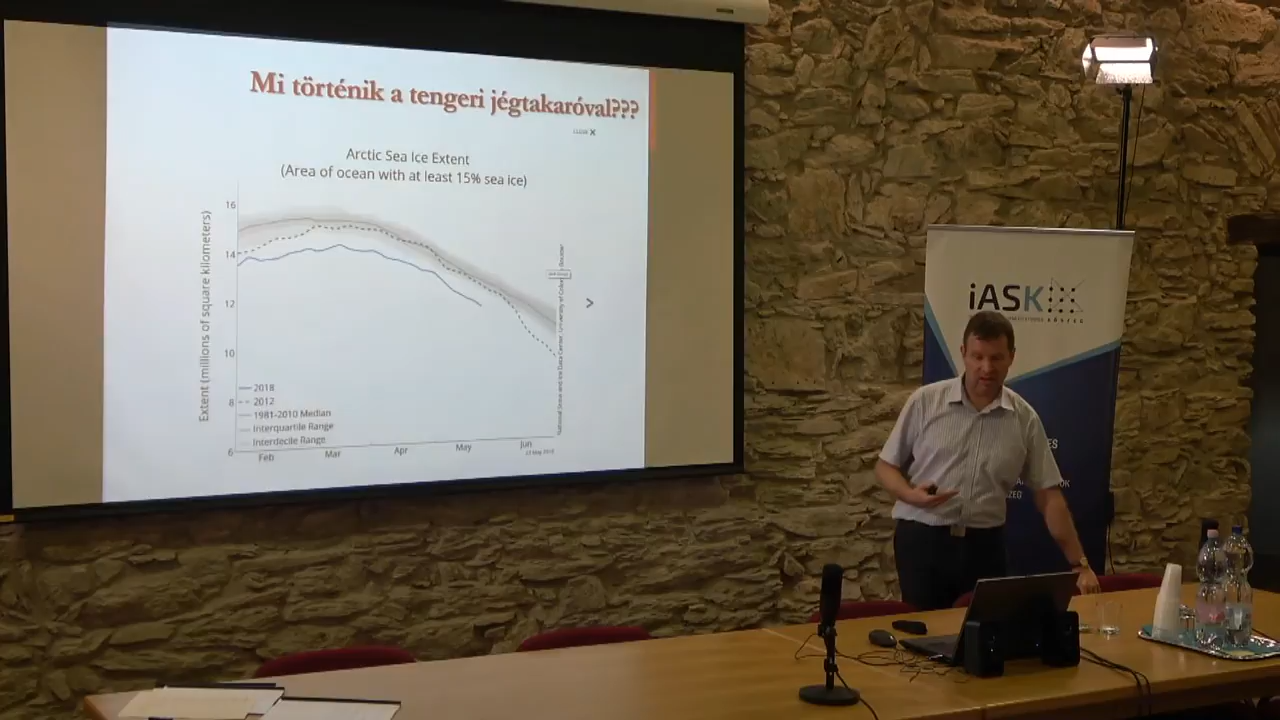 Mi történik a tengeri jégtakaróval???
CLOSE X
Arctic Sea Ice Extent
(Area of ocean with at least 15% sea ice)
Extent (millions of square kilometers)
16
14
12
10
8
6
2018
2012
1981-2010 Median
Interquartile Range
Interdecile Range
Feb
Mar
Apr
May
Jun
National Snow and Ice Data Center, University of Colorado Boulder
iASK
KŐSZEG